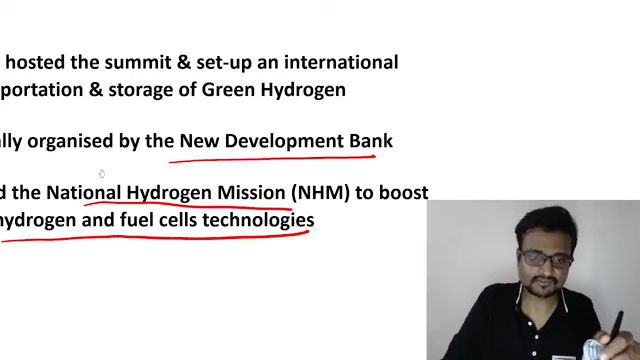 hosted the summit & set-up an international
portation & storage of Green Hydrogen
ally organised by the New Development Bank
d the National Hydrogen Mission (NHM) to boost
hydrogen and fuel cells technologies